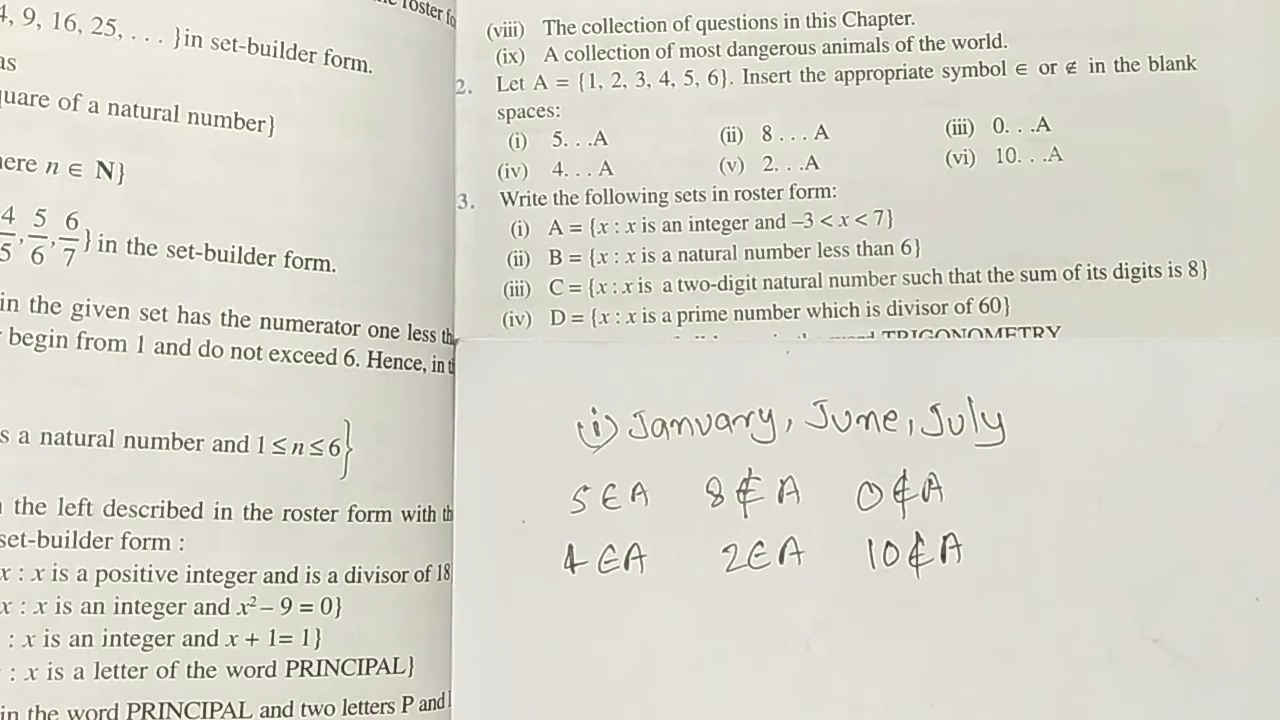 4, 9, 16, 25, . . . }in set-builder form.
quare of a natural number}
here n ∈ N}
4/5, 5/6, 6/7} in the set-builder form.
in the given set has the numerator one less
begin from 1 and do not exceed 6. Hence, in
s a natural number and 1 ≤ n ≤ 6}
the left described in the roster form with
set-builder form :
x : x is a positive integer and is a divisor of 18
x : x is an integer and x² – 9 = 0}
: x is an integer and x + 1= 1}
: x is a letter of the word PRINCIPAL}
in the word PRINCIPAL and two letters P and
roster
(viii) The collection of questions in this Chapter.
(ix) A collection of most dangerous animals of the world.
2. Let A = {1, 2, 3, 4, 5, 6}. Insert the appropriate symbol ∈ or ∉ in the blank
spaces:
(i) 5. . .A (ii) 8 . . . A (iii) 0. . .A
(iv) 4. . . A (v) 2. . .A (vi) 10. . .A
3. Write the following sets in roster form:
(i) A = {x : x is an integer and –3 < x < 7}
(ii) B = {x : x is a natural number less than 6}
(iii) C = {x : x is a two-digit natural number such that the sum of its digits is 8}
(iv) D = {x : x is a prime number which is divisor of 60}
TRIGONOMETRY
(i) January, June, July
5 ∈ A 8 ∉ A 0 ∉ A
4 ∈ A 2 ∈ A 10 ∉ A